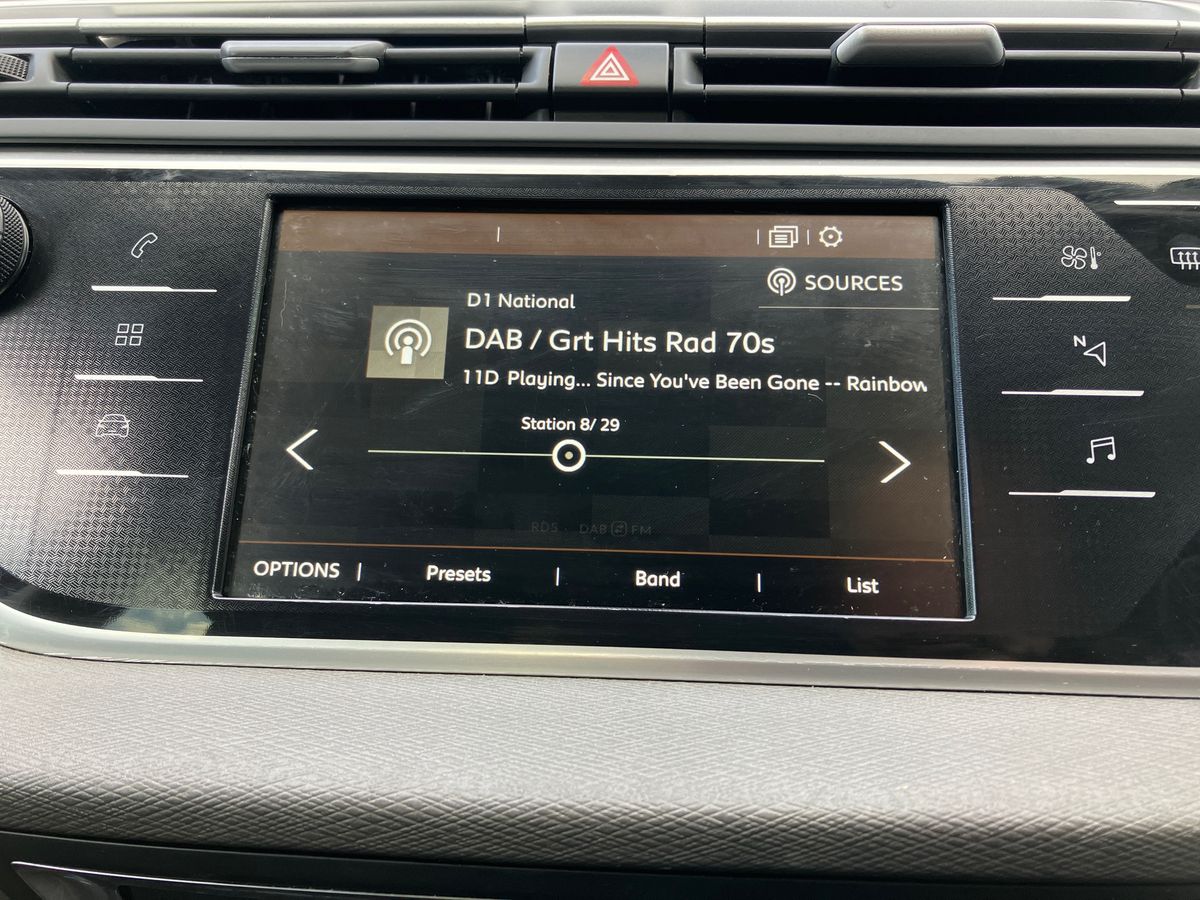 SOURCES
D1 National
DAB / Grt Hits Rad 70s
11D Playing... Since You've Been Gone -- Rainbow
Station 8/ 29
RDS DAB FM
OPTIONS | Presets | Band | List
N